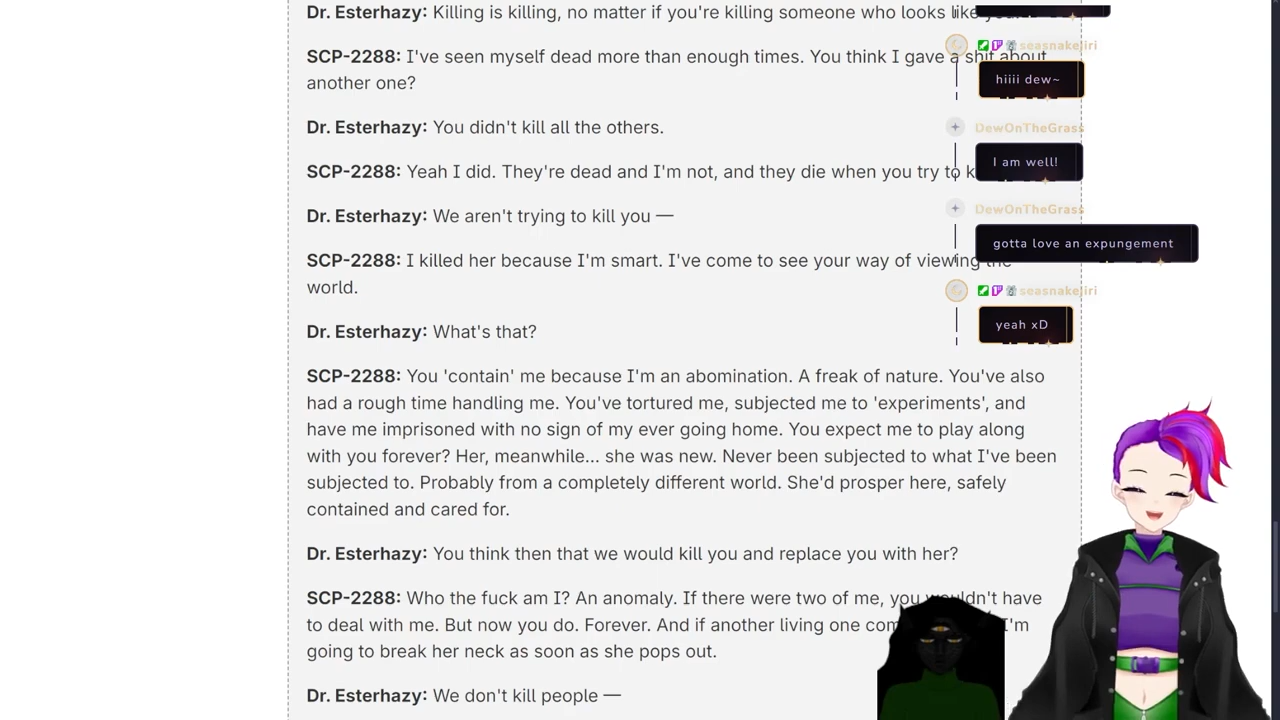 Dr. Esterhazy: Killing is killing, no matter if you're killing someone who looks like
SCP-2288: I've seen myself dead more than enough times. You think I gave a shit about
another one?
Dr. Esterhazy: You didn't kill all the others.
SCP-2288: Yeah I did. They're dead and I'm not, and they die when you try to
Dr. Esterhazy: We aren't trying to kill you —
SCP-2288: I killed her because I'm smart. I've come to see your way of viewing the
world.
Dr. Esterhazy: What's that?
SCP-2288: You 'contain' me because I'm an abomination. A freak of nature. You've also
had a rough time handling me. You've tortured me, subjected me to 'experiments', and
have me imprisoned with no sign of my ever going home. You expect me to play along
with you forever? Her, meanwhile... she was new. Never been subjected to what I've been
subjected to. Probably from a completely different world. She'd prosper here, safely
contained and cared for.
Dr. Esterhazy: You think then that we would kill you and replace you with her?
SCP-2288: Who the fuck am I? An anomaly. If there were two of me, you wouldn't have
to deal with me. But now you do. Forever. And if another living one I'm
going to break her neck as soon as she pops out.
Dr. Esterhazy: We don't kill people —
seasnakejiri
hiiii dew~
DewOnTheGrass
I am well!
DewOnTheGrass
gotta love an expungement
seasnakejiri
yeah xD